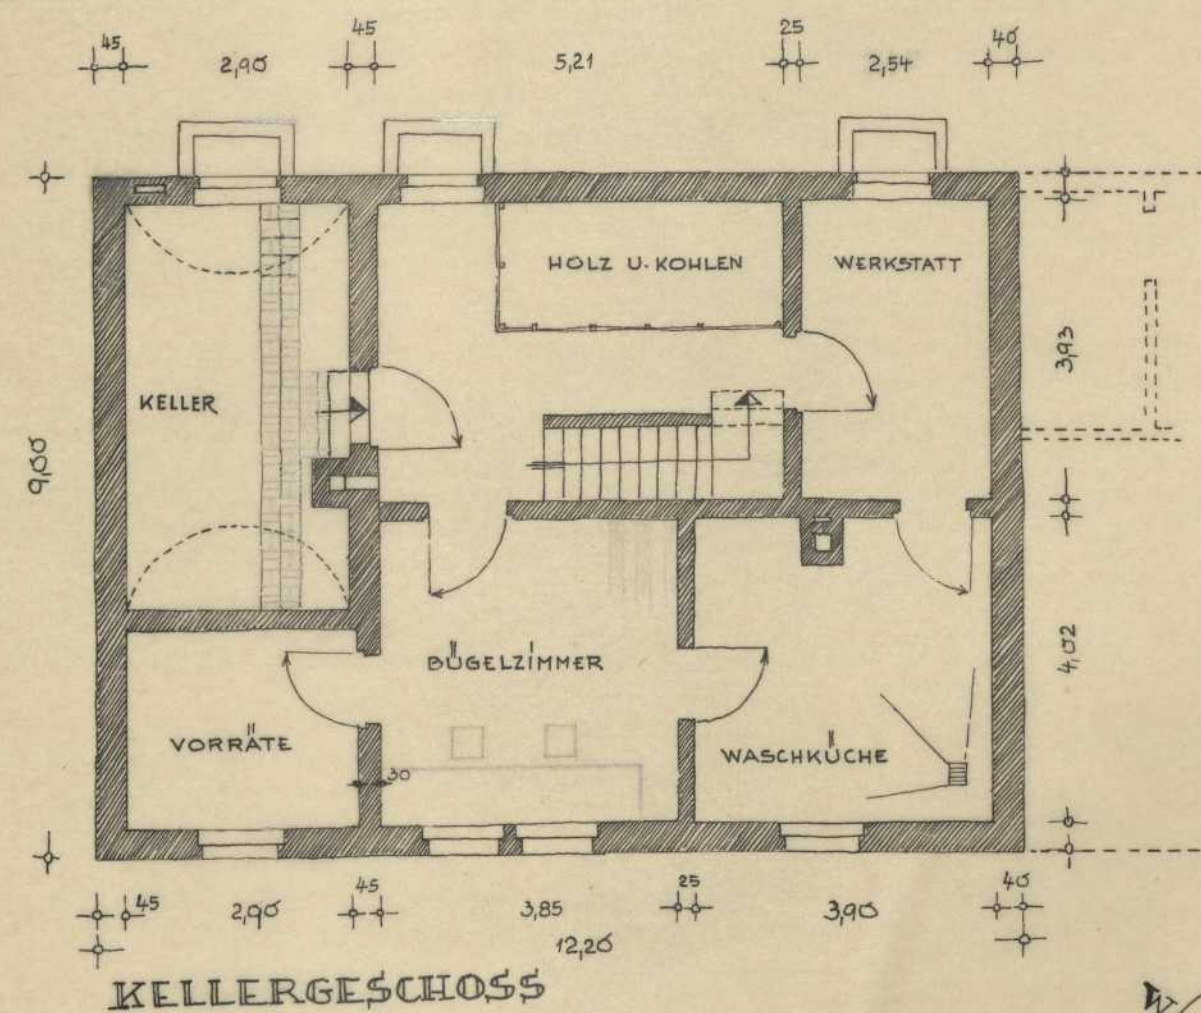 45 2,90 45 5,21 25 2,54 40
HOLZ U. KOHLEN
WERKSTATT
KELLER
3,93
9,00
BÜGELZIMMER
4,02
VORRÄTE
WASCHKÜCHE
30
45 2,90 45 3,85 25 3,90 40
12,20
KELLERGESCHOSS